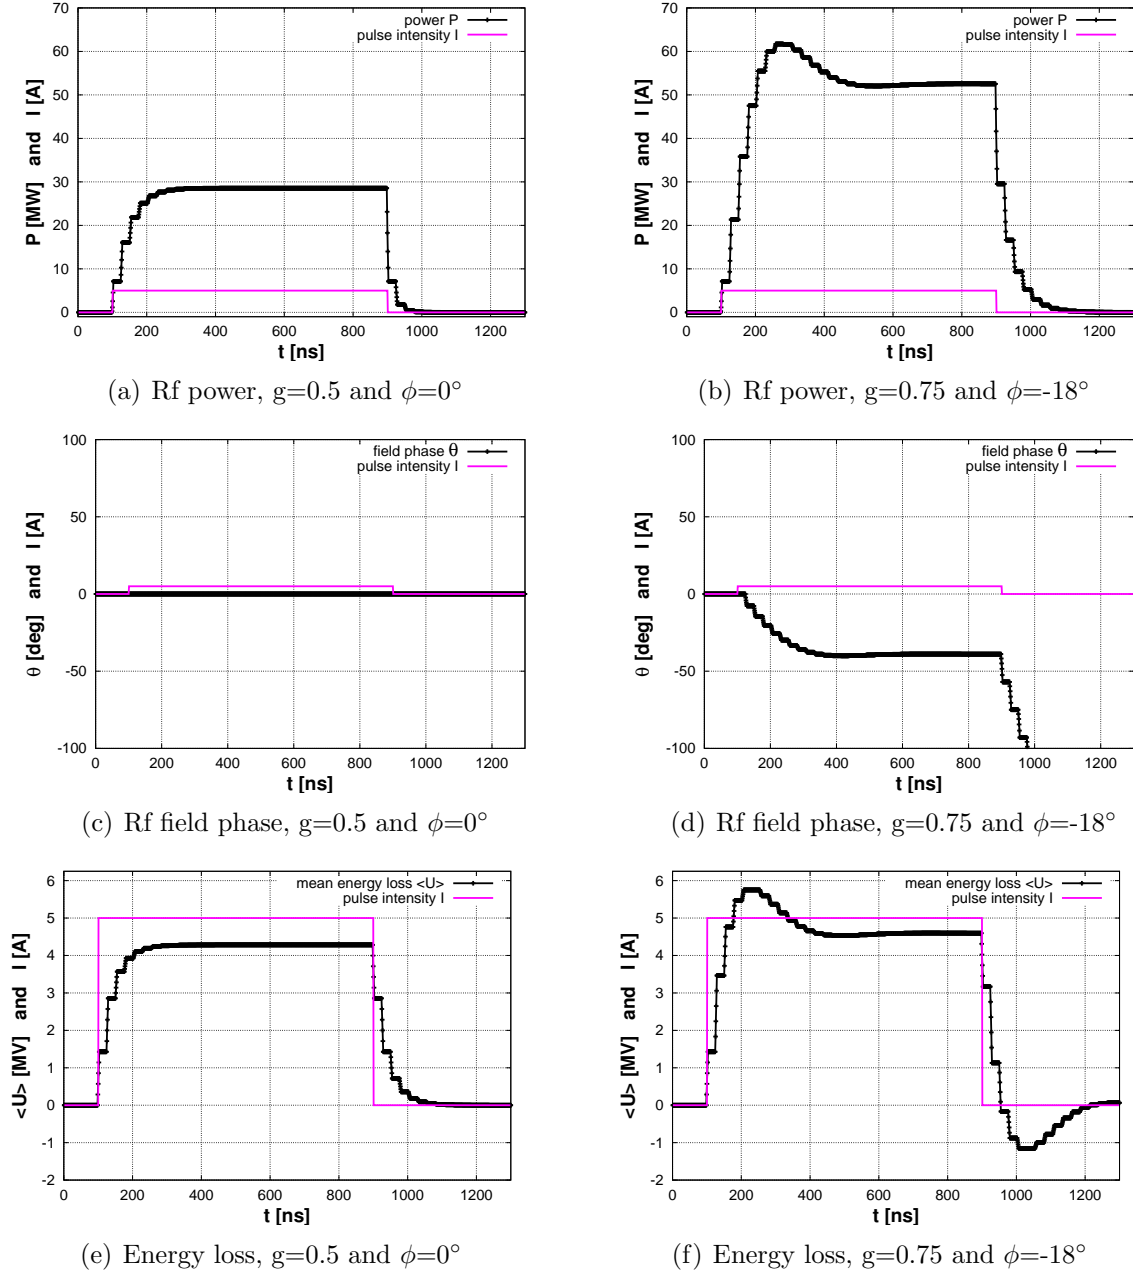 70
60
50
40
30
20
10
0
P [MW] and I [A]
power P
pulse intensity I
0 200 400 600 800 1000 1200
t [ns]
(a) Rf power, g=0.5 and ϕ=0°
70
60
50
40
30
20
10
0
P [MW] and I [A]
power P
pulse intensity I
0 200 400 600 800 1000 1200
t [ns]
(b) Rf power, g=0.75 and ϕ=-18°
100
50
0
-50
-100
θ [deg] and I [A]
field phase θ
pulse intensity I
0 200 400 600 800 1000 1200
t [ns]
(c) Rf field phase, g=0.5 and ϕ=0°
100
50
0
-50
-100
θ [deg] and I [A]
field phase θ
pulse intensity I
0 200 400 600 800 1000 1200
t [ns]
(d) Rf field phase, g=0.75 and ϕ=-18°
6
5
4
3
2
1
0
-1
-2
<U> [MV] and I [A]
mean energy loss <U>
pulse intensity I
0 200 400 600 800 1000 1200
t [ns]
(e) Energy loss, g=0.5 and ϕ=0°
6
5
4
3
2
1
0
-1
-2
<U> [MV] and I [A]
mean energy loss <U>
pulse intensity I
0 200 400 600 800 1000 1200
t [ns]
(f) Energy loss, g=0.75 and ϕ=-18°